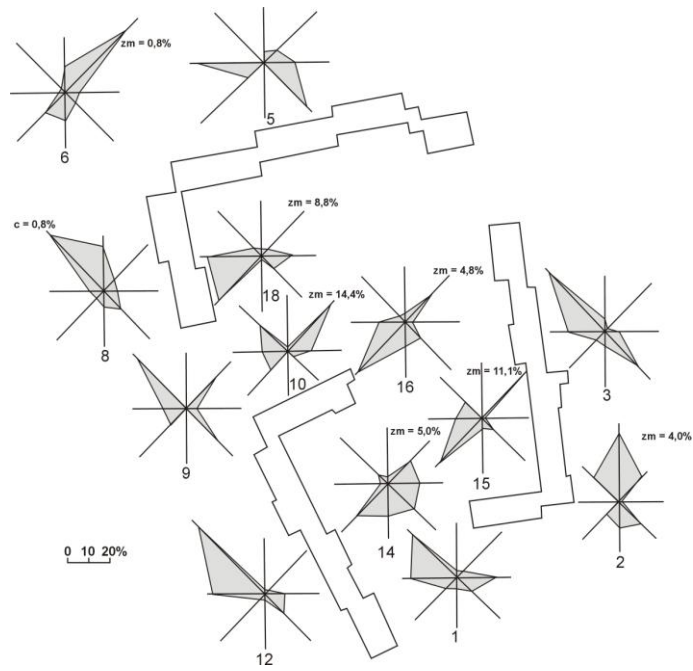 zm = 0,8%
5
6
c = 0,8%
zm = 8,8%
zm = 4,8%
18
zm = 14,4%
8
10
16
3
zm = 11,1%
9
zm = 5,0%
15
zm = 4,0%
14
2
0 10 20%
12
1